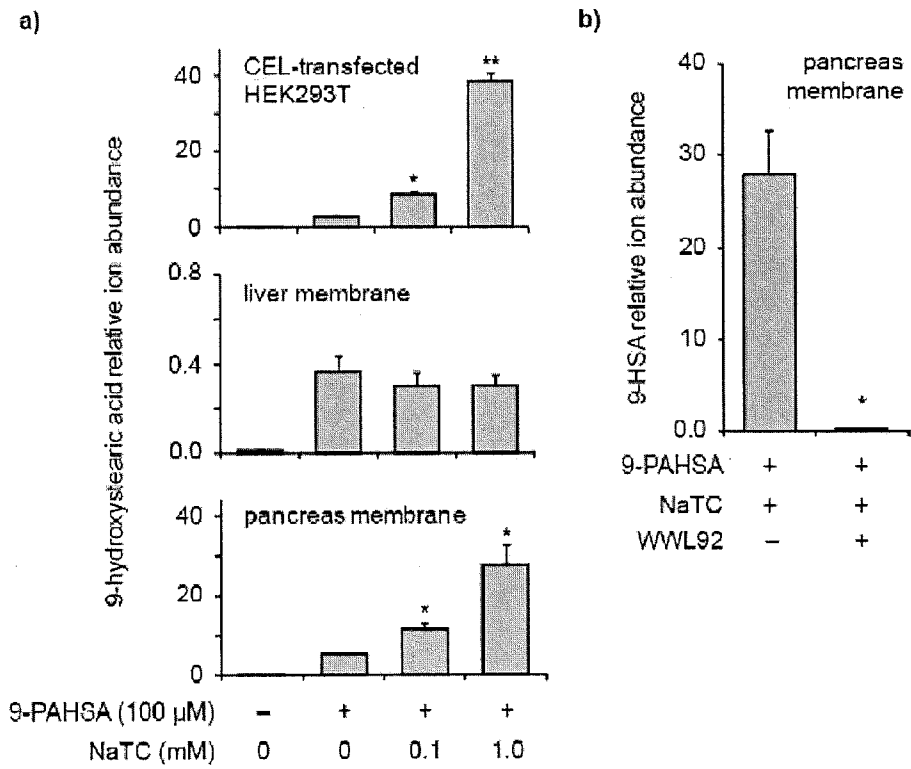 a)
9-hydroxystearic acid relative ion abundance
CEL-transfected
HEK293T
40
20
0
*
**
liver membrane
0.8
0.4
0.0
pancreas membrane
40
20
0
*
*
9-PAHSA (100 µM) – + + +
NaTC (mM) 0 0 0.1 1.0
b)
9-HSA relative ion abundance
pancreas
membrane
40
30
20
10
0.0
*
9-PAHSA + +
NaTC + +
WWL92 – +